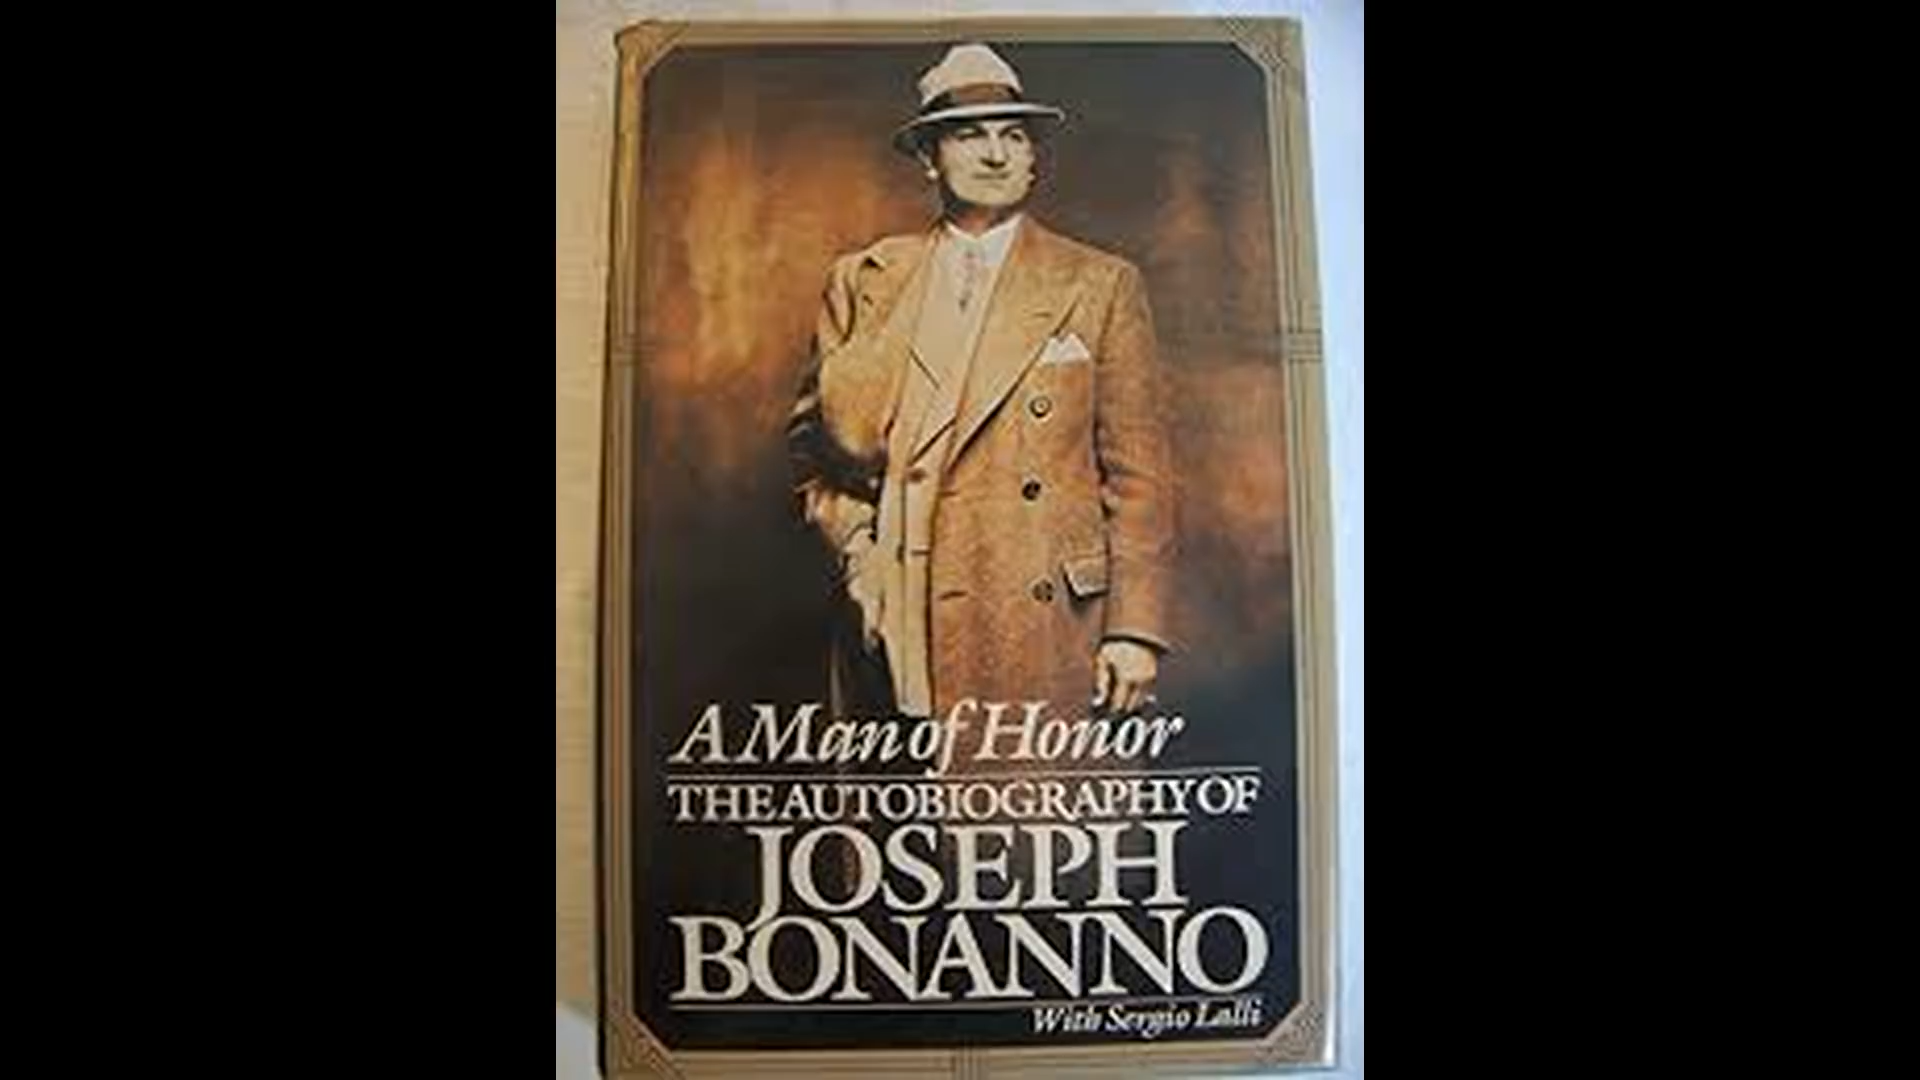 A Man of Honor
THE AUTOBIOGRAPHY OF
JOSEPH
BONANNO
With Sergio Lalli